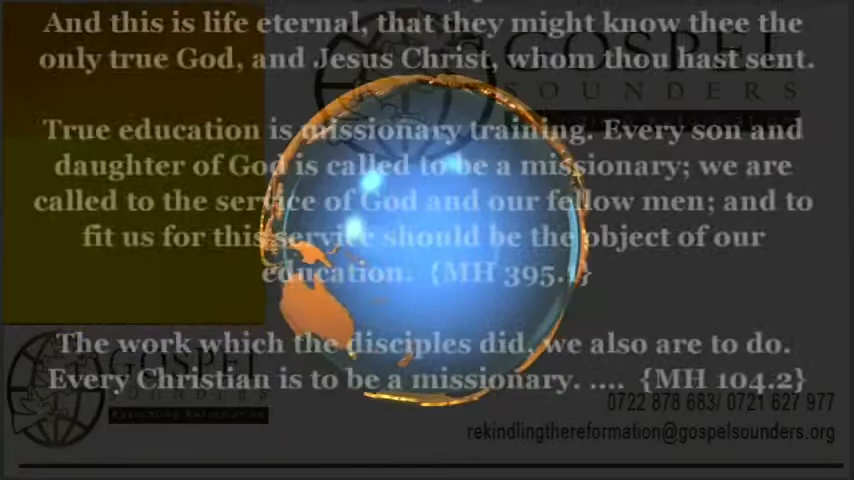 And this is life eternal, that they might know thee the
only true God, and Jesus Christ, whom thou hast sent.
GOSPEL
SOUNDERS
True education is missionary training. Every son and
daughter of God is called to be a missionary; we are
called to the service of God and our fellow men; and to
fit us for this service should be the object of our
education. {MH 395.
The work which the disciples did, we also are to do.
Every Christian is to be a missionary. .... {MH 104.2}
GOSPEL
SOUNDERS
Rekindling Reformation
0722 878 683/ 0721 627 977
rekindlingthereformation@gospelsounders.org